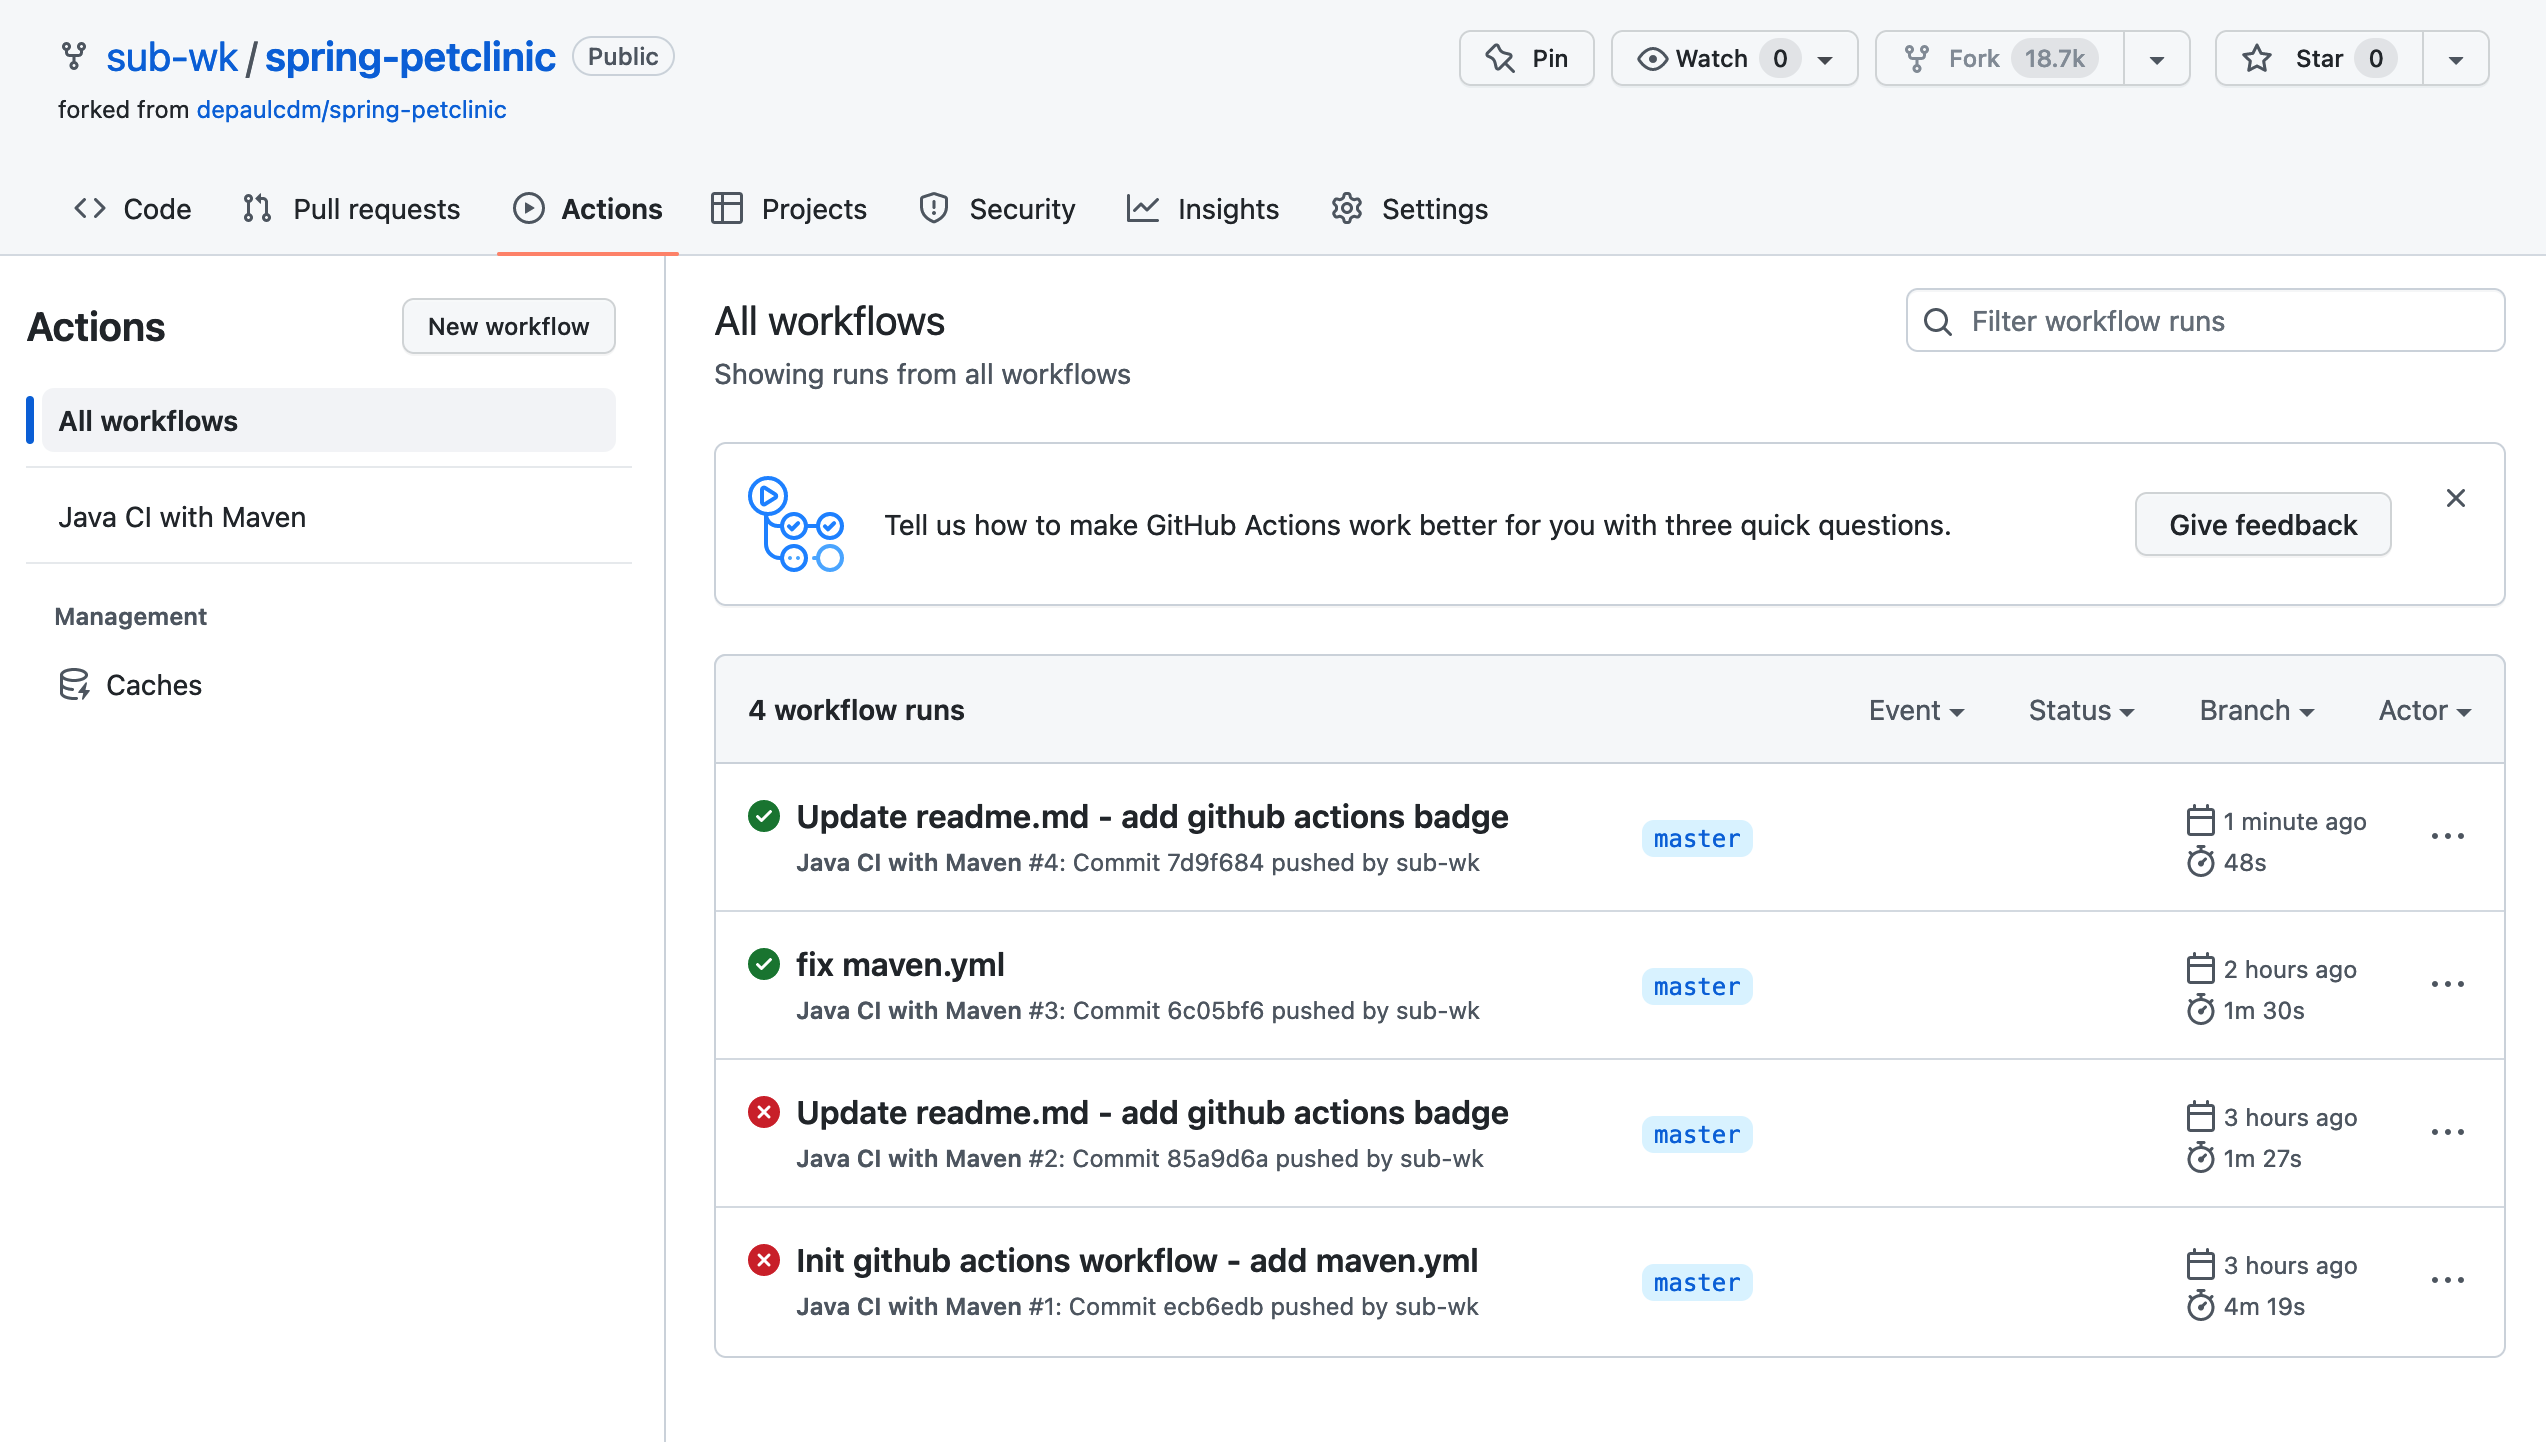 sub-wk / spring-petclinic Public
Pin
Watch 0
Fork 18.7k
Star 0
forked from depaulcdm/spring-petclinic
Code
Pull requests
Actions
Projects
Security
Insights
Settings
Actions
New workflow
All workflows
Java CI with Maven
Management
Caches
All workflows
Showing runs from all workflows
Filter workflow runs
Tell us how to make GitHub Actions work better for you with three quick questions.
Give feedback
4 workflow runs
Event
Status
Branch
Actor
Update readme.md - add github actions badge
Java CI with Maven #4: Commit 7d9f684 pushed by sub-wk
master
1 minute ago
48s
fix maven.yml
Java CI with Maven #3: Commit 6c05bf6 pushed by sub-wk
master
2 hours ago
1m 30s
Update readme.md - add github actions badge
Java CI with Maven #2: Commit 85a9d6a pushed by sub-wk
master
3 hours ago
1m 27s
Init github actions workflow - add maven.yml
Java CI with Maven #1: Commit ecb6edb pushed by sub-wk
master
3 hours ago
4m 19s